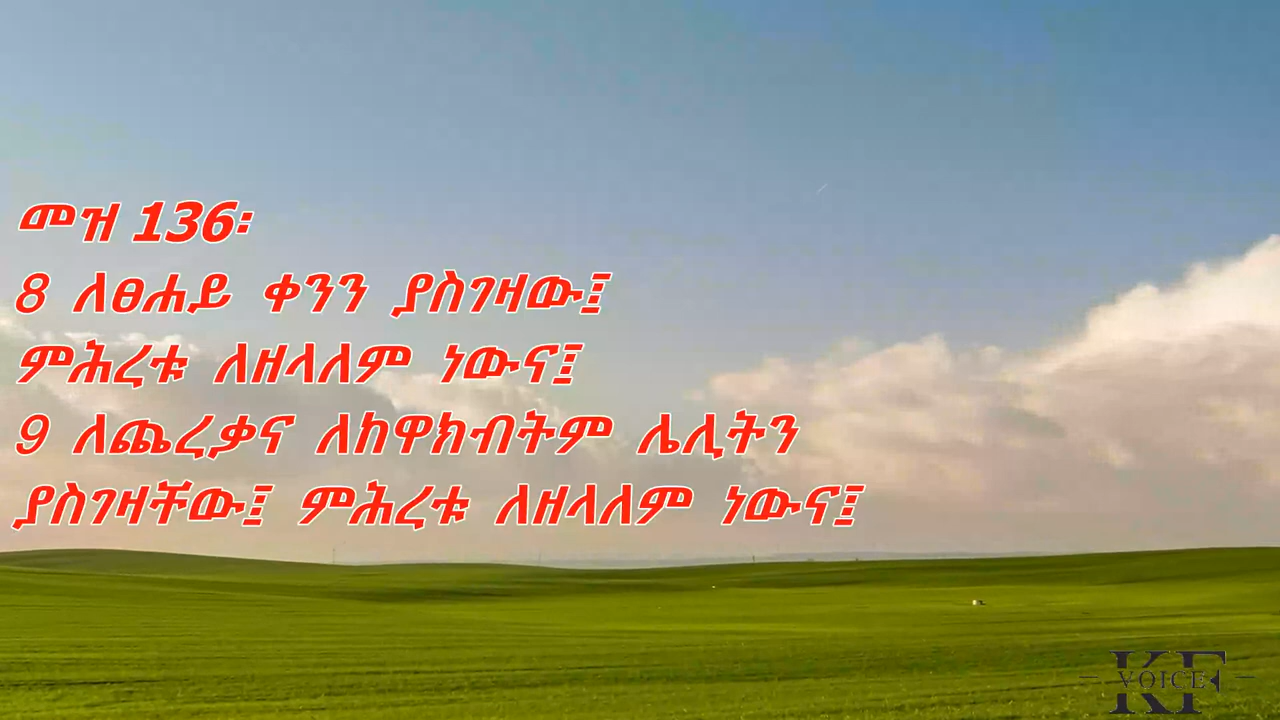 መዝ 136፡
8 ለፀሐይ ቀንን ያስገዛው፤
ምሕረቱ ለዘላለም ነውና፤
9 ለጨረቃና ለከዋክብትም ሌሊትን
ያስገዛቸው፤ ምሕረቱ ለዘላለም ነውና፤
KF
VOICE